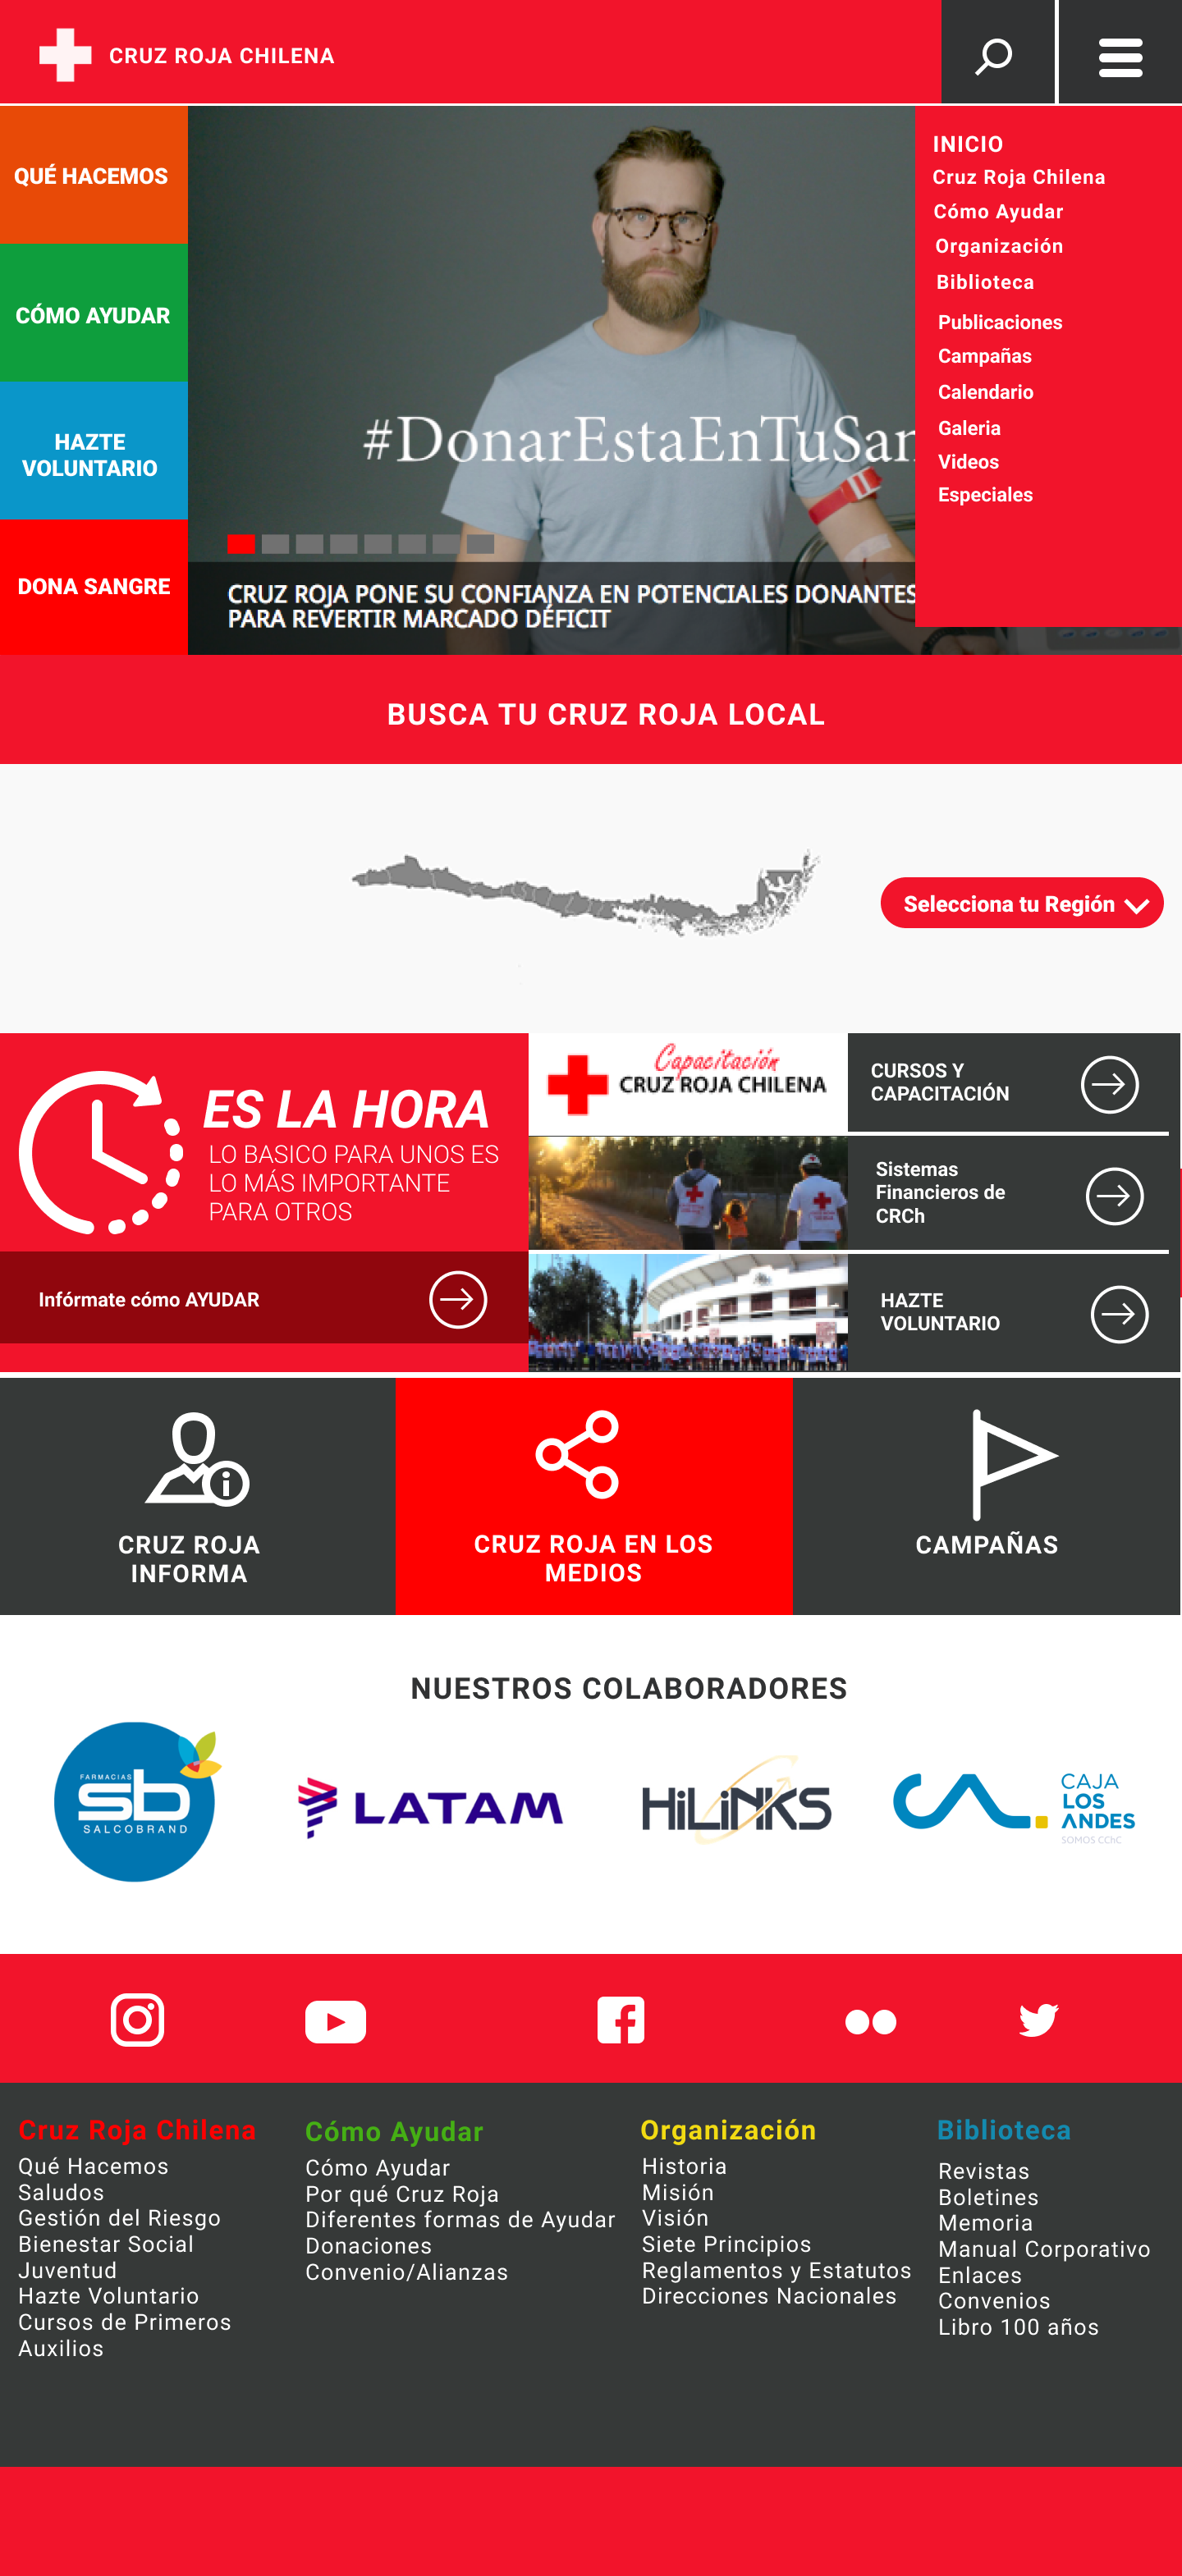 CRUZ ROJA CHILENA
QUÉ HACEMOS
CÓMO AYUDAR
HAZTE
VOLUNTARIO
DONA SANGRE
#DonarEstaEnTuSan
CRUZ ROJA PONE SU CONFIANZA EN POTENCIALES DONANTES
PARA REVERTIR MARCADO DÉFICIT
INICIO
Cruz Roja Chilena
Cómo Ayudar
Organización
Biblioteca
Publicaciones
Campañas
Calendario
Galeria
Videos
Especiales
BUSCA TU CRUZ ROJA LOCAL
Selecciona tu Región
ES LA HORA
LO BASICO PARA UNOS ES
LO MÁS IMPORTANTE
PARA OTROS
Infórmate cómo AYUDAR
Capacitación
CRUZ ROJA CHILENA
CURSOS Y
CAPACITACIÓN
Sistemas
Financieros de
CRCh
HAZTE
VOLUNTARIO
CRUZ ROJA
INFORMA
CRUZ ROJA EN LOS
MEDIOS
CAMPAÑAS
NUESTROS COLABORADORES
FARMACIAS
sb
SALCOBRAND
LATAM
HiLiNKS
CAJA
LOS
ANDES
SOMOS CChC
Cruz Roja Chilena
Qué Hacemos
Saludos
Gestión del Riesgo
Bienestar Social
Juventud
Hazte Voluntario
Cursos de Primeros
Auxilios
Cómo Ayudar
Cómo Ayudar
Por qué Cruz Roja
Diferentes formas de Ayudar
Donaciones
Convenio/Alianzas
Organización
Historia
Misión
Visión
Siete Principios
Reglamentos y Estatutos
Direcciones Nacionales
Biblioteca
Revistas
Boletines
Memoria
Manual Corporativo
Enlaces
Convenios
Libro 100 años